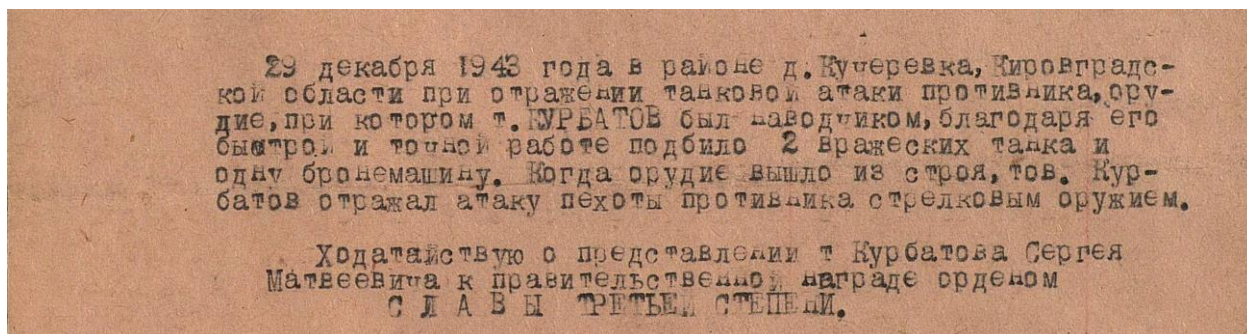 29 декабря 1943 года в районе д.Кучеревка,Кировградс-
кой области при отражении танковой атаки противника,ору-
дие,при котором т.КУРБАТОВ был наводчиком,благодаря его
быстрой и точной работе подбило 2 вражеских танка и
одну бронемашину. Когда орудие вышло из строя,тов. Кур-
батов отражал атаку пехоты противника стрелковым оружием.
Ходатайствую о представлении т Курбатова Сергея
Матвеевича к правительственной награде орденом
С Л А В Ы ТРЕТЬЕЙ СТЕПЕНИ.